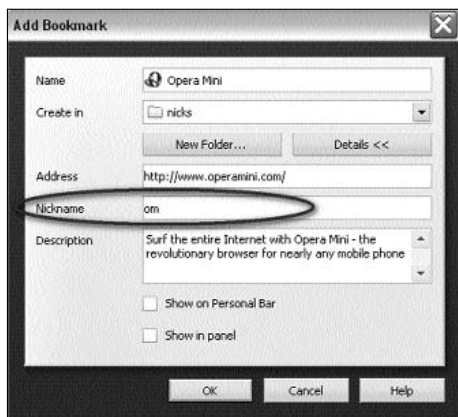 Add Bookmark
Name Opera Mini
Create in nicks
New Folder... Details <<
Address http://www.operamini.com/
Nickname om
Description Surf the entire Internet with Opera Mini - the
revolutionary browser for nearly any mobile phone
Show on Personal Bar
Show in panel
OK Cancel Help